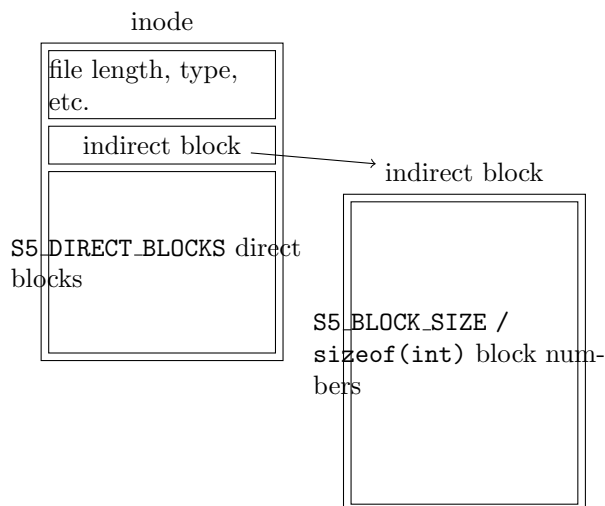 inode
file length, type,
etc.
indirect block
indirect block
S5_DIRECT_BLOCKS direct
blocks
S5_BLOCK_SIZE /
sizeof(int) block num-
bers